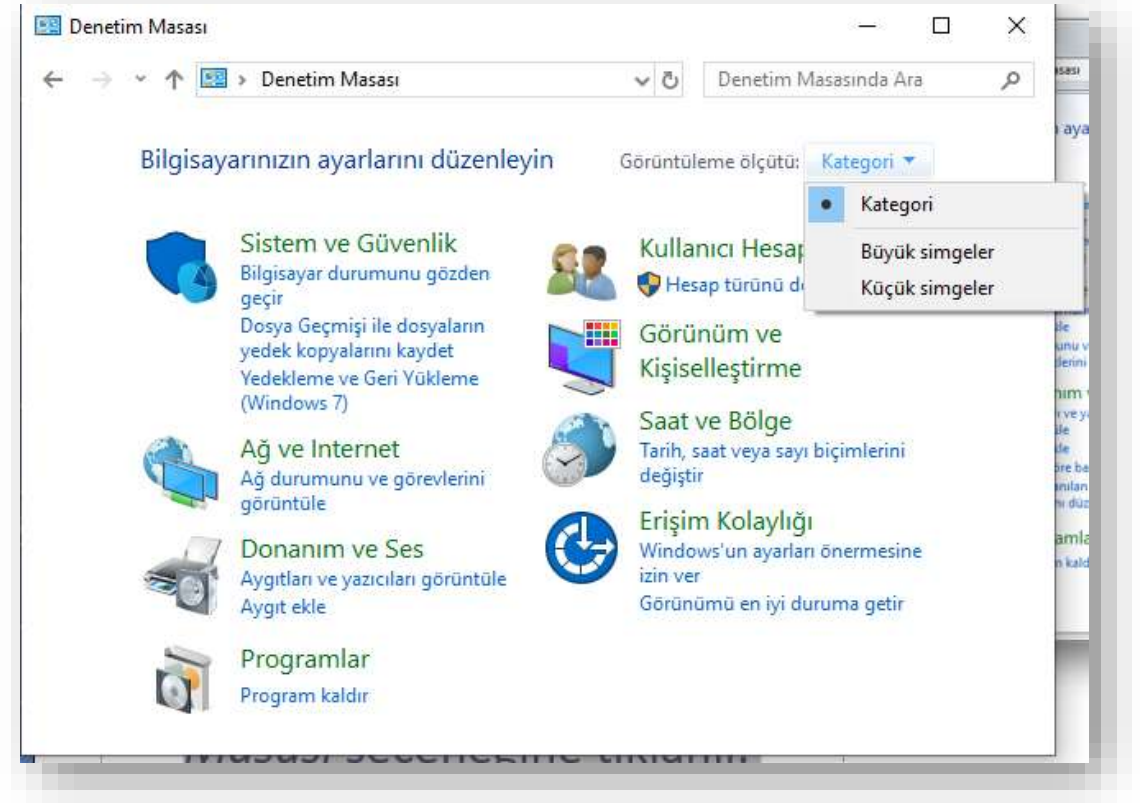 Denetim Masası
Denetim Masası
Denetim Masasında Ara
Bilgisayarınızın ayarlarını düzenleyin
Görüntüleme ölçütü: Kategori
Kategori
Büyük simgeler
Küçük simgeler
Sistem ve Güvenlik
Bilgisayar durumunu gözden
geçir
Dosya Geçmişi ile dosyaların
yedek kopyalarını kaydet
Yedekleme ve Geri Yükleme
(Windows 7)
Ağ ve Internet
Ağ durumunu ve görevlerini
görüntüle
Donanım ve Ses
Aygıtları ve yazıcıları görüntüle
Aygıt ekle
Programlar
Program kaldır
Kullanıcı Hesap
Hesap türünü d
Görünüm ve
Kişiselleştirme
Saat ve Bölge
Tarih, saat veya sayı biçimlerini
değiştir
Erişim Kolaylığı
Windows'un ayarları önermesine
izin ver
Görünümü en iyi duruma getir